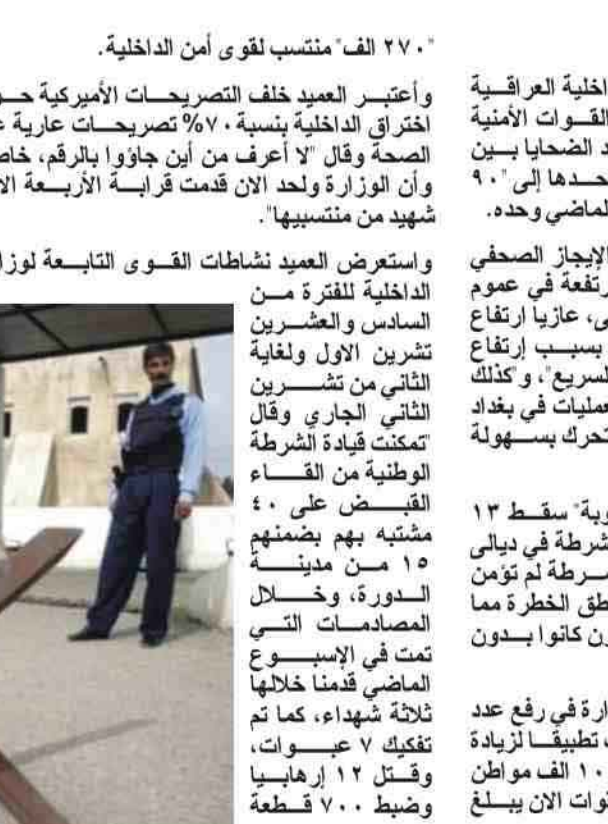 اخلية العراقية
القوات الأمنية
د الضحايا بين
حدها إلى "٩٠
لماضي وحده.
الإيجاز الصحفي
رتفعة في عموم
ى، عازيا ارتفاع
بسبب إرتفاع
لسريع"، و"كذلك
عمليات في بغداد
تحرك بسهولة
وبة" سقط ١٣
شرطة في ديالى
شرطة لم تؤمن
طق الخطرة مما
ون كانوا بدون
ارة في رفع عدد
تطبيقا لزيادة
١٠ الف مواطن
وات الان يبلغ
"٢٧٠ الف" منتسب لقوى أمن الداخلية.
وأعتبر العميد خلف التصريحات الأميركية حو
اختراق الداخلية بنسبة ٧٠% تصريحات عارية ع
الصحة وقال "لا أعرف من أين جاؤوا بالرقم، خاص
وأن الوزارة ولحد الان قدمت قرابة الأربعة الا
شهيد من منتسبيها".
واستعرض العميد نشاطات القوى التابعة لوزا
الداخلية للفترة من
السادس والعشرين
تشرين الاول ولغاية
الثاني من تشرين
الثاني الجاري وقال
"تمكنت قيادة الشرطة
الوطنية من القاء
القبض على ٤٠
مشتبه بهم بضمنهم
١٥ من مدينة
الدورة، وخلال
المصادمات التي
تمت في الإسبوع
الماضي قدمنا خلالها
ثلاثة شهداء، كما تم
تفكيك ٧ عبوات،
وقتل ١٢ إرهابيا
وضبط ٧٠٠ قطعة